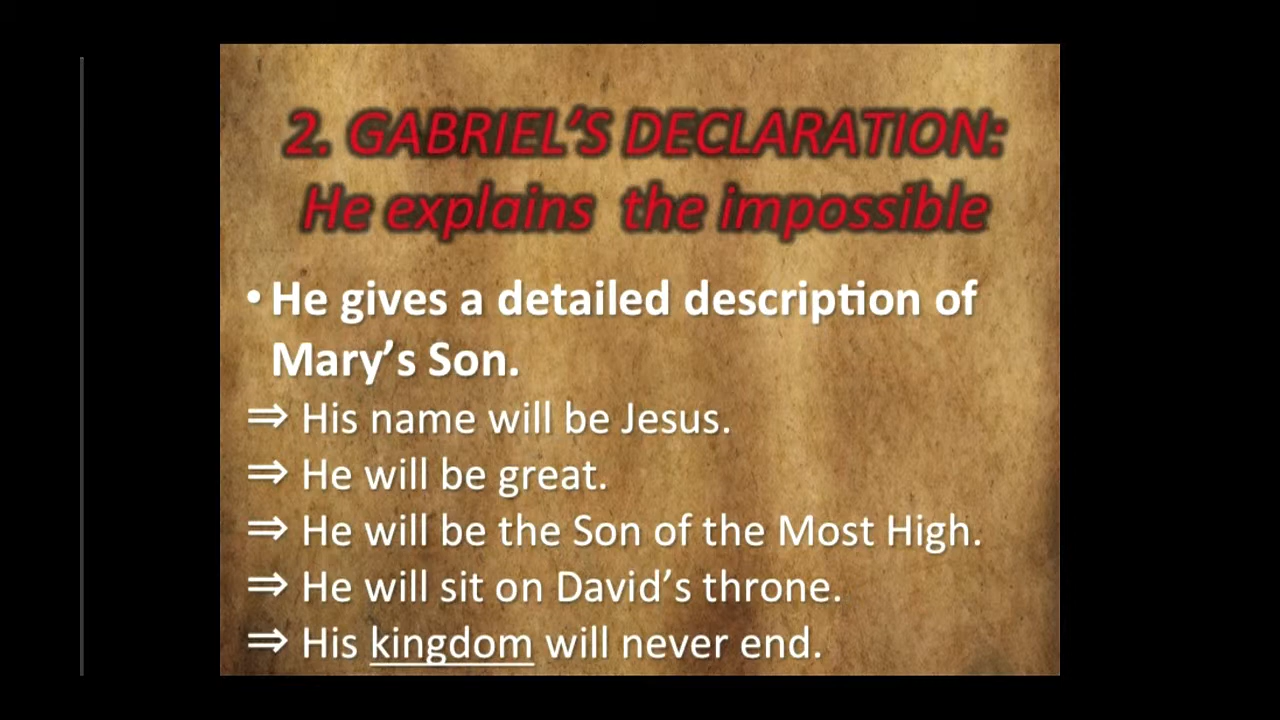 2. GABRIEL’S DECLARATION:
He explains the impossible
• He gives a detailed description of
Mary’s Son.
⇒ His name will be Jesus.
⇒ He will be great.
⇒ He will be the Son of the Most High.
⇒ He will sit on David’s throne.
⇒ His kingdom will never end.